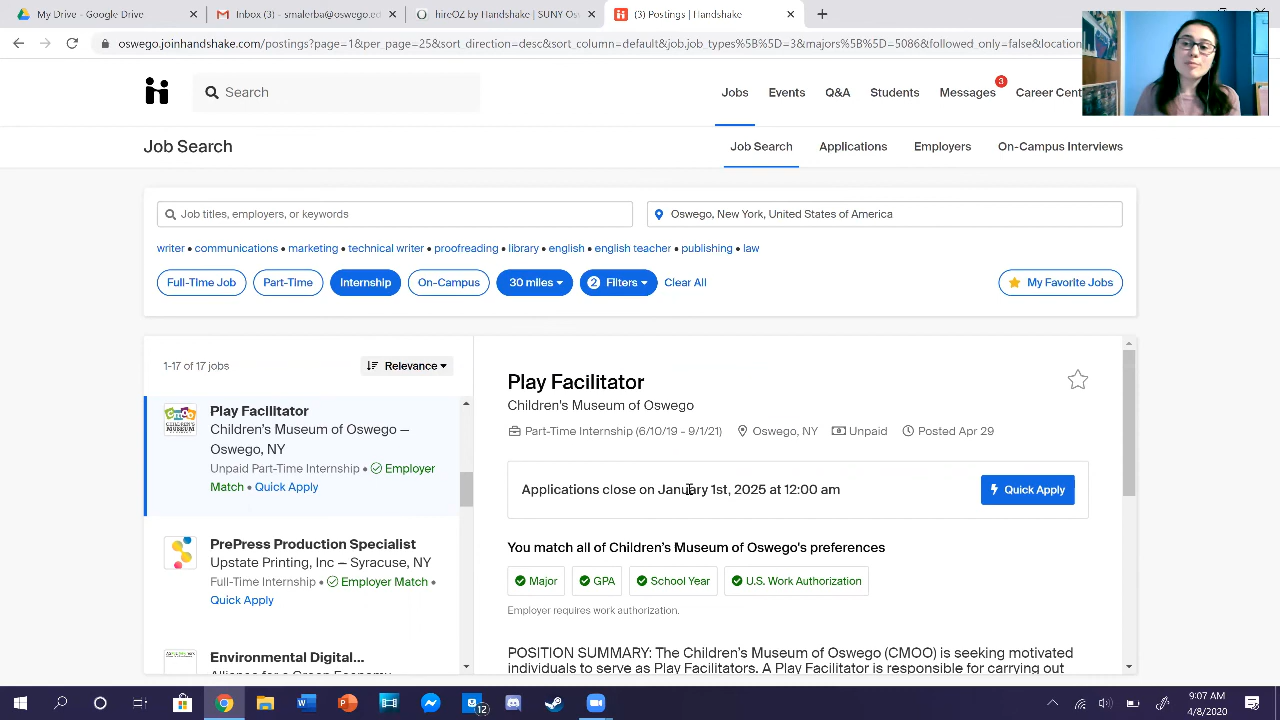 My Drive - Google Drive
Inbox (3) - smalerba@oswego.ec
hireOZ by Handshake | SUNY Os
(3) Postings | Handshake
oswego.joinhandshake.com/postings?page=1&per_page=25&sort_direction=desc&sort_column=default&job.job_types%5B%5D=3&majors%5B%5D=5086&followed_only=false&location
Search
Jobs
Events
Q&A
Students
Messages
3
Career Cent
Job Search
Job Search
Applications
Employers
On-Campus Interviews
Job titles, employers, or keywords
Oswego, New York, United States of America
writer • communications • marketing • technical writer • proofreading • library • english • english teacher • publishing • law
Full-Time Job
Part-Time
Internship
On-Campus
30 miles
2 Filters
Clear All
My Favorite Jobs
1-17 of 17 jobs
Relevance
Play Facilitator
Children's Museum of Oswego —
Oswego, NY
Unpaid Part-Time Internship • Employer
Match • Quick Apply
PrePress Production Specialist
Upstate Printing, Inc — Syracuse, NY
Full-Time Internship • Employer Match •
Quick Apply
Environmental Digital...
Alliance for a Green Economy
Play Facilitator
Children's Museum of Oswego
Part-Time Internship (6/10/19 - 9/1/21)
Oswego, NY
Unpaid
Posted Apr 29
Applications close on January 1st, 2025 at 12:00 am
Quick Apply
You match all of Children's Museum of Oswego's preferences
Major
GPA
School Year
U.S. Work Authorization
Employer requires work authorization.
POSITION SUMMARY: The Children's Museum of Oswego (CMOO) is seeking motivated
individuals to serve as Play Facilitators. A Play Facilitator is responsible for carrying out
12
9:07 AM
4/8/2020